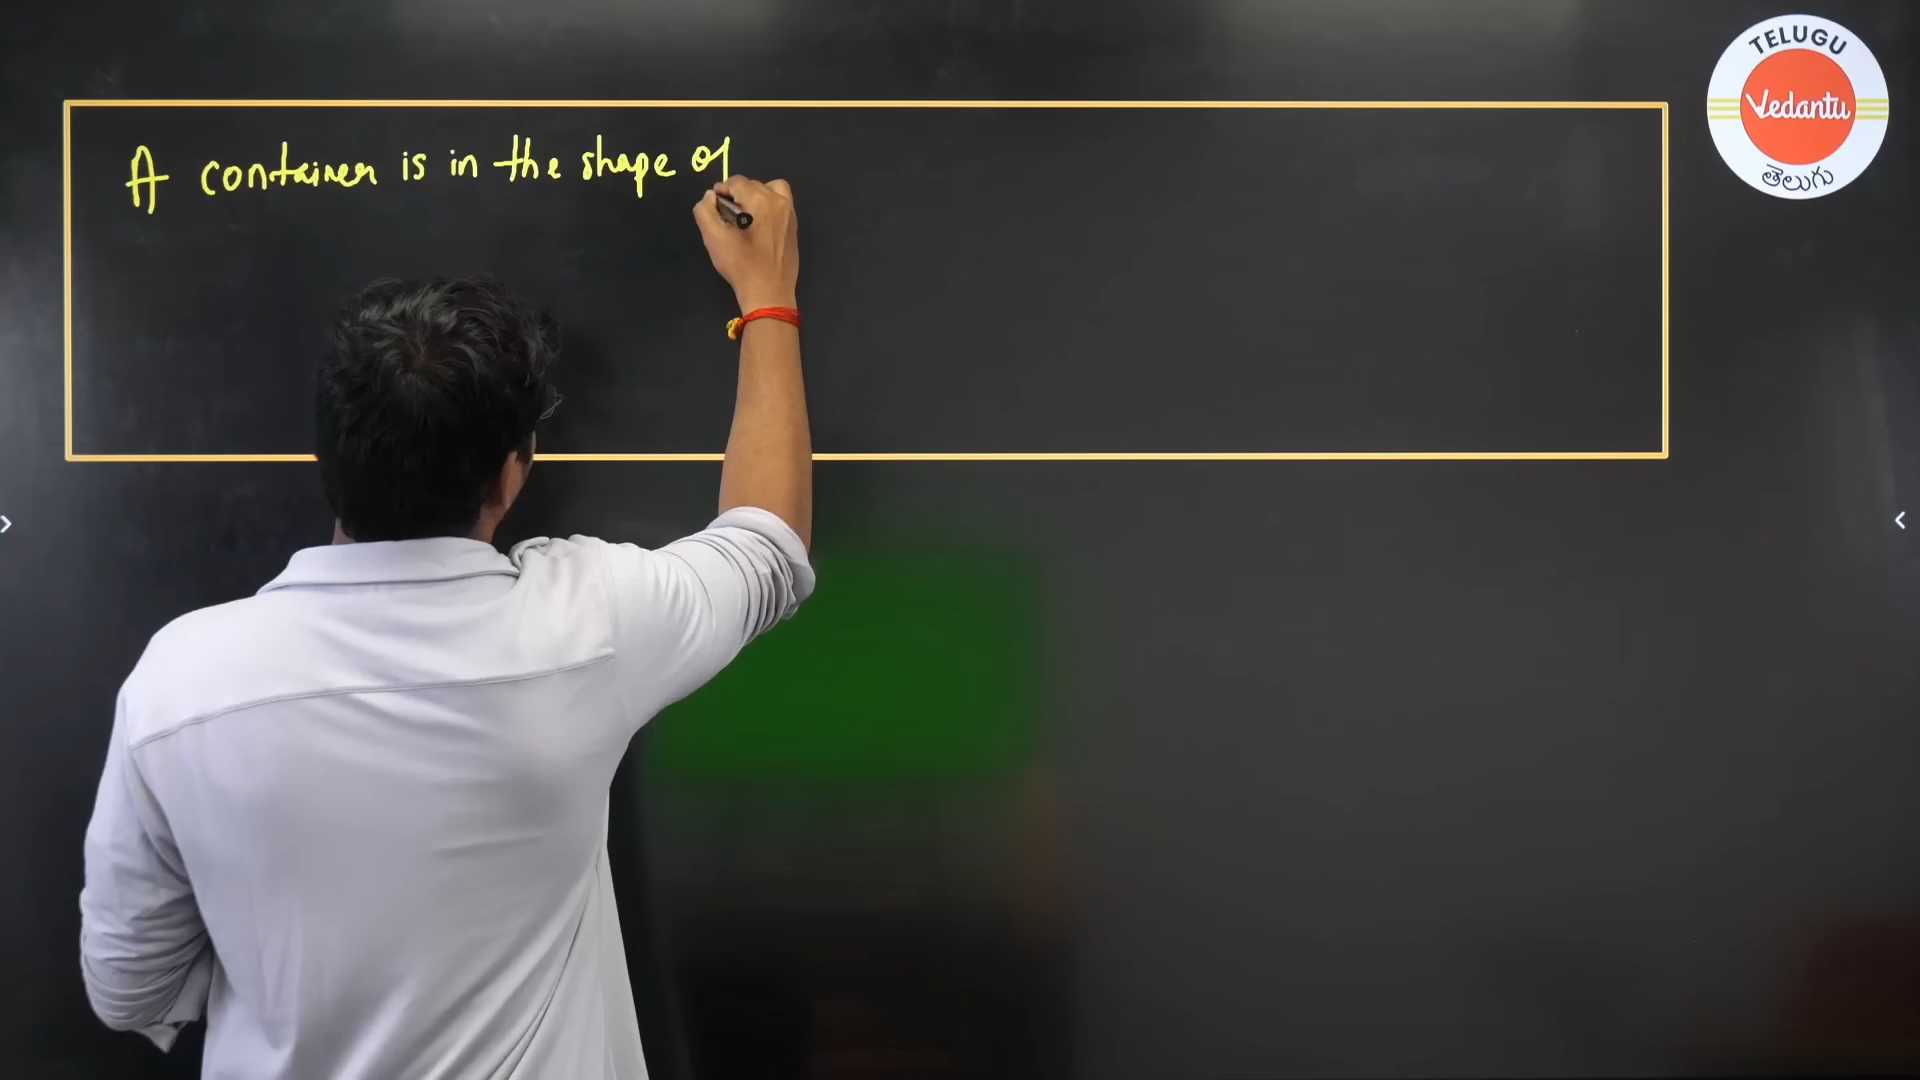 A container is in the shape of
TELUGU
Vedantu
తెలుగు